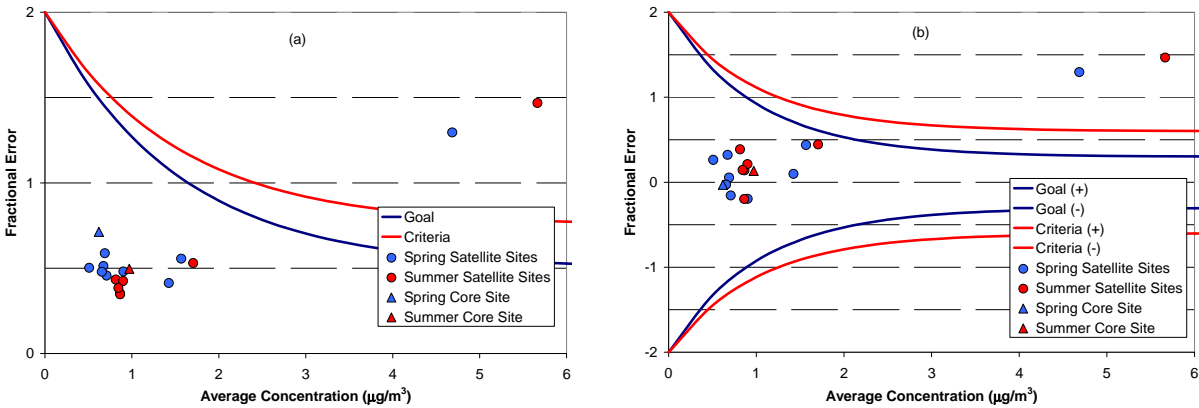 (a)
Fractional Error
2
1
0
0 1 2 3 4 5 6
Average Concentration (μg/m³)
Goal
Criteria
Spring Satellite Sites
Summer Satellite Sites
Spring Core Site
Summer Core Site
(b)
Fractional Error
2
1
0
-1
-2
0 1 2 3 4 5 6
Average Concentration (μg/m³)
Goal (+)
Goal (-)
Criteria (+)
Criteria (-)
Spring Satellite Sites
Summer Satellite Sites
Spring Core Site
Summer Core Site